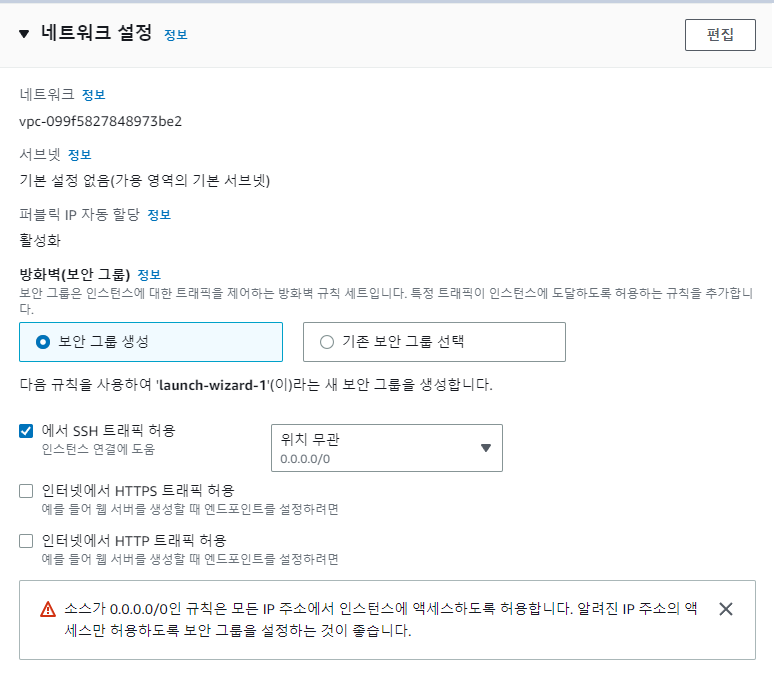 ▼ 네트워크 설정 정보
편집
네트워크 정보
vpc-099f5827848973be2
서브넷 정보
기본 설정 없음(가용 영역의 기본 서브넷)
퍼블릭 IP 자동 할당 정보
활성화
방화벽(보안 그룹) 정보
보안 그룹은 인스턴스에 대한 트래픽을 제어하는 방화벽 규칙 세트입니다. 특정 트래픽이 인스턴스에 도달하도록 허용하는 규칙을 추가합니
다.
보안 그룹 생성
기존 보안 그룹 선택
다음 규칙을 사용하여 'launch-wizard-1'(이)라는 새 보안 그룹을 생성합니다.
에서 SSH 트래픽 허용
인스턴스 연결에 도움
위치 무관
0.0.0.0/0
인터넷에서 HTTPS 트래픽 허용
예를 들어 웹 서버를 생성할 때 엔드포인트를 설정하려면
인터넷에서 HTTP 트래픽 허용
예를 들어 웹 서버를 생성할 때 엔드포인트를 설정하려면
소스가 0.0.0.0/0인 규칙은 모든 IP 주소에서 인스턴스에 액세스하도록 허용합니다. 알려진 IP 주소의 액
세스만 허용하도록 보안 그룹을 설정하는 것이 좋습니다.